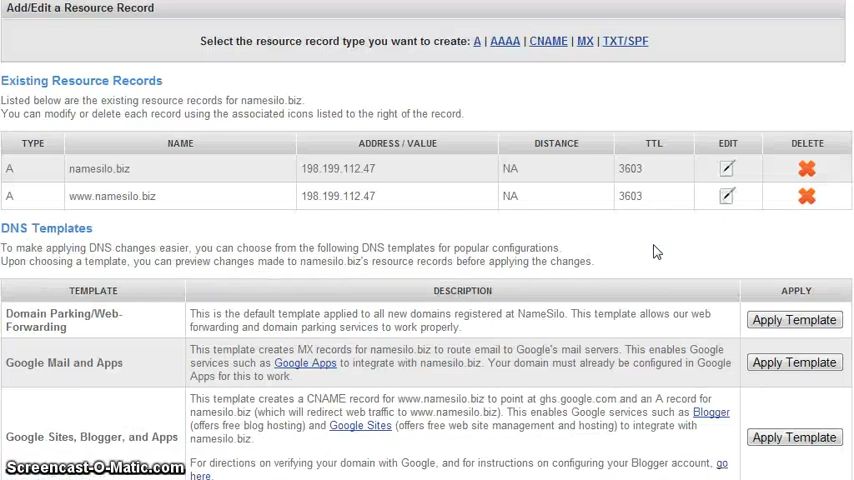 Add/Edit a Resource Record
Select the resource record type you want to create: A | AAAA | CNAME | MX | TXT/SPF
Existing Resource Records
Listed below are the existing resource records for namesilo.biz.
You can modify or delete each record using the associated icons listed to the right of the record.
TYPE NAME ADDRESS / VALUE DISTANCE TTL EDIT DELETE
A namesilo.biz 198.199.112.47 NA 3603
A www.namesilo.biz 198.199.112.47 NA 3603
DNS Templates
To make applying DNS changes easier, you can choose from the following DNS templates for popular configurations.
Upon choosing a template, you can preview changes made to namesilo.biz's resource records before applying the changes.
TEMPLATE DESCRIPTION APPLY
Domain Parking/Web-
Forwarding
This is the default template applied to all new domains registered at NameSilo. This template allows our web
forwarding and domain parking services to work properly.
Apply Template
Google Mail and Apps
This template creates MX records for namesilo.biz to route email to Google's mail servers. This enables Google
services such as Google Apps to integrate with namesilo.biz. Your domain must already be configured in Google
Apps for this to work.
Apply Template
Google Sites, Blogger, and Apps
This template creates a CNAME record for www.namesilo.biz to point at ghs.google.com and an A record for
namesilo.biz (which will redirect web traffic to www.namesilo.biz). This enables Google services such as Blogger
(offers free blog hosting) and Google Sites (offers free web site management and hosting) to integrate with
namesilo.biz.
For directions on verifying your domain with Google, and for instructions on configuring your Blogger account, go
here.
Apply Template
Screencast-O-Matic.com